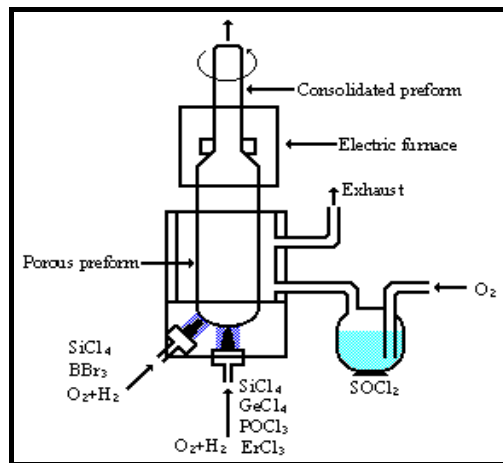 Consolidated preform
Electric furnace
Exhaust
Porous preform
O₂
SiCl₄
BBr₃
O₂+H₂
SOCl₂
SiCl₄
GeCl₄
POCl₃
O₂+H₂ ErCl₃